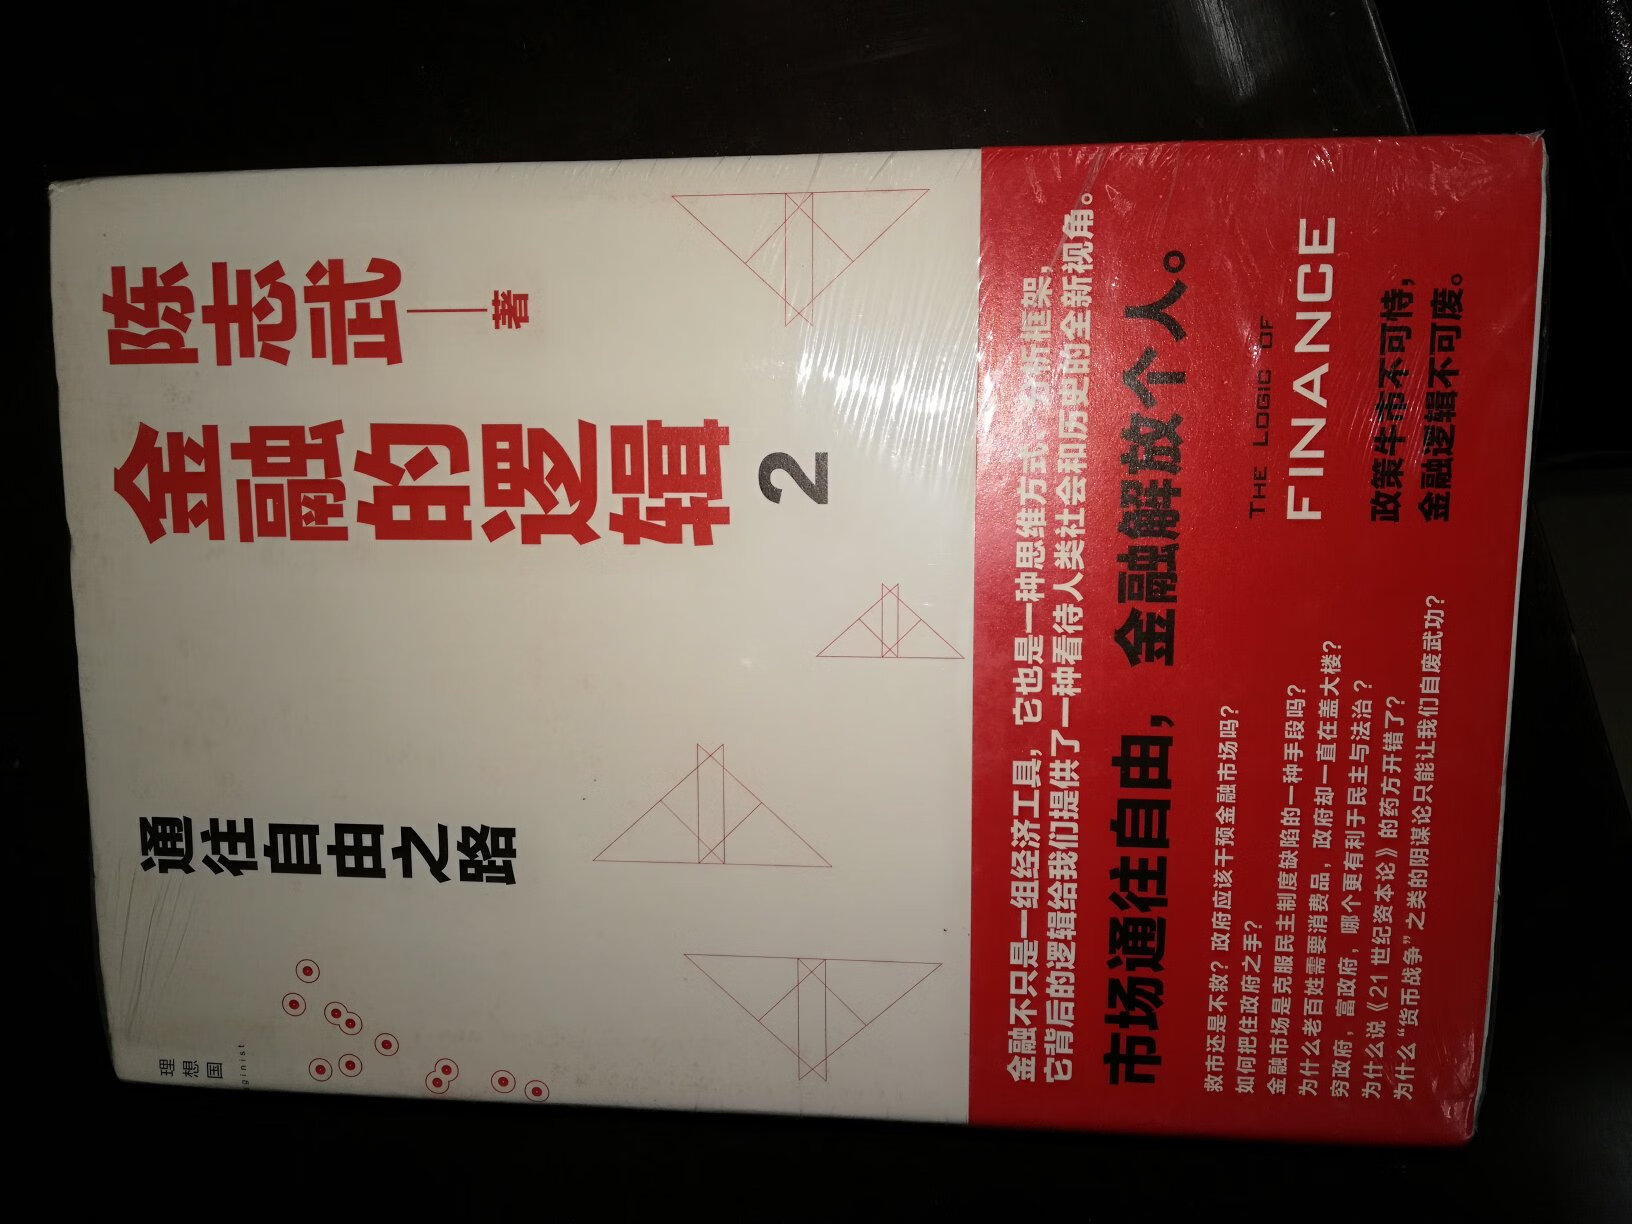 陈志武
著
金融的逻辑
2
通往自由之路
理想国
金融不只是一组经济工具，它也是一种思维方式、分析框架，
它背后的逻辑给我们提供了一种看待人类社会和历史的全新视角。
市场通往自由，金融解放个人。
救市还是不救？政府应该干预金融市场吗？
如何把住政府之手？
金融市场是克服民主制度缺陷的一种手段吗？
为什么老百姓需要消费品，政府却一直在盖大楼？
穷政府，富政府，哪个更有利于民主与法治？
为什么说《21世纪资本论》的药方开错了？
为什么“货币战争”之类的阴谋论只能让我们自废武功？
THE LOGIC OF
FINANCE
政策牛市不可恃，
金融逻辑不可废。